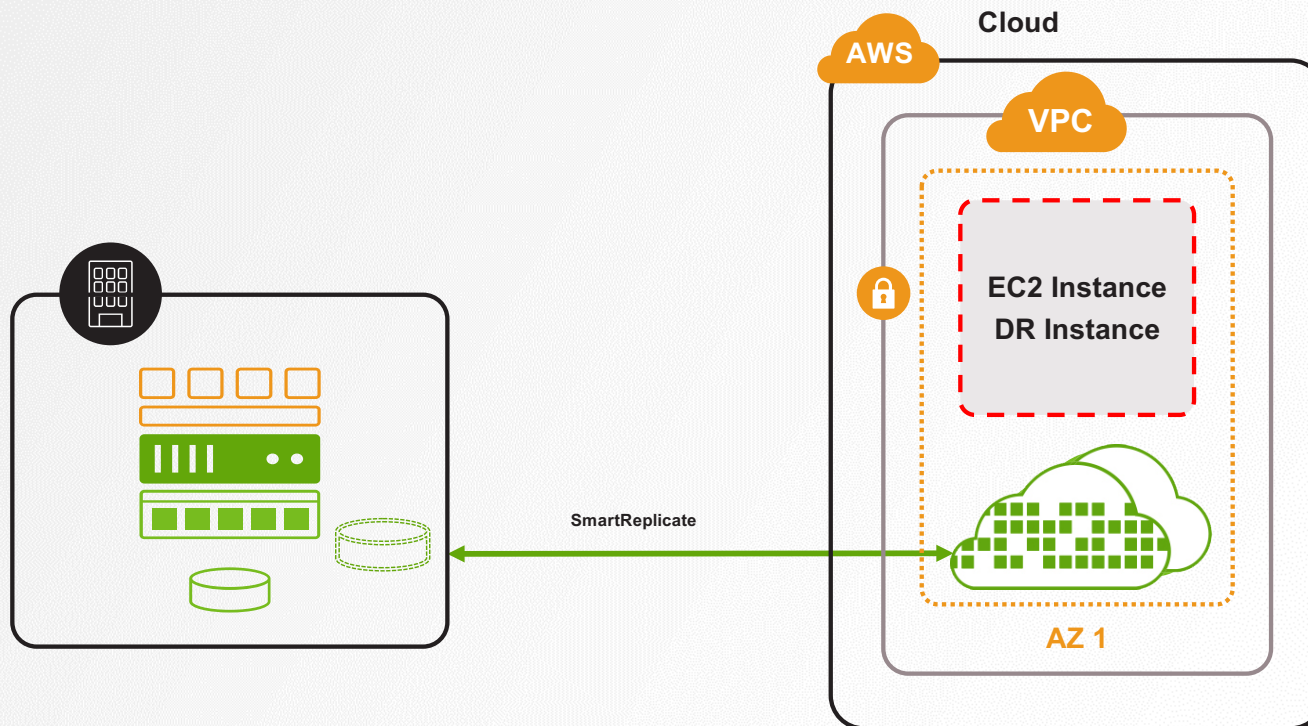 Cloud
AWS
VPC
EC2 Instance
DR Instance
SmartReplicate
AZ 1